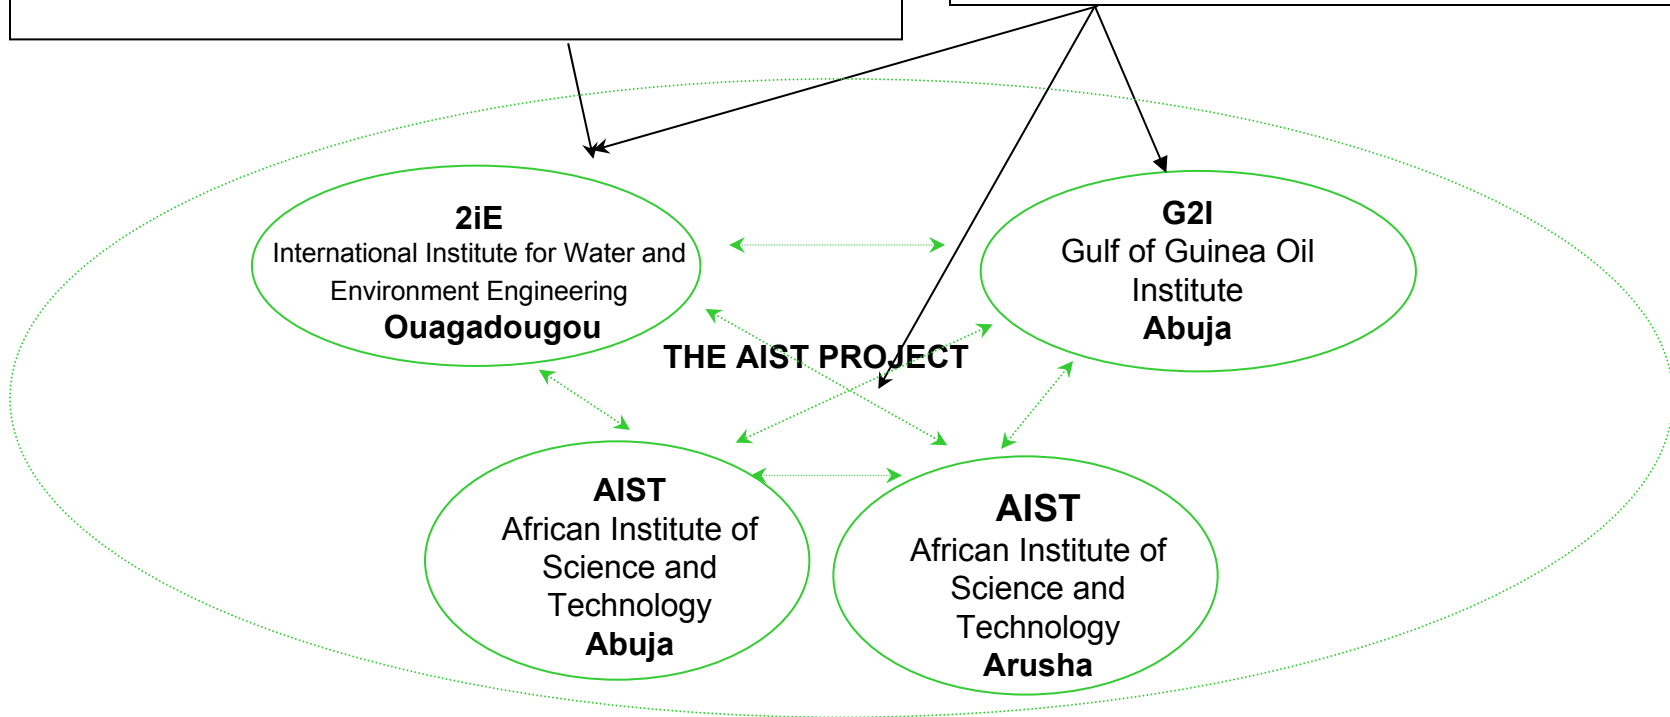 2iE
International Institute for Water and
Environment Engineering
Ouagadougou
G2I
Gulf of Guinea Oil
Institute
Abuja
THE AIST PROJECT
AIST
African Institute of
Science and
Technology
Abuja
AIST
African Institute of
Science and
Technology
Arusha